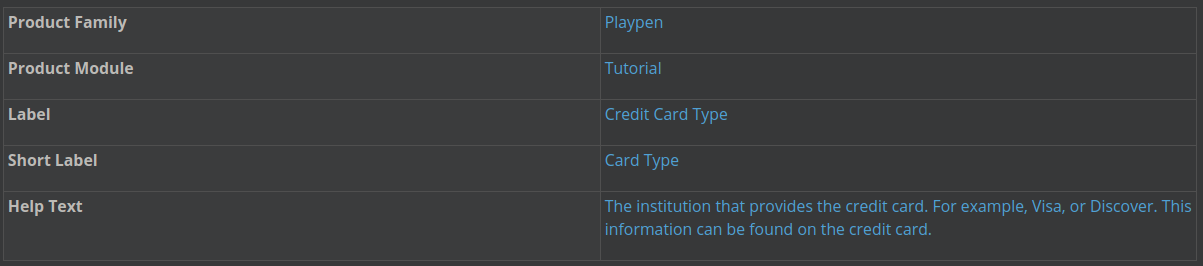 Product Family Playpen
Product Module Tutorial
Label Credit Card Type
Short Label Card Type
Help Text The institution that provides the credit card. For example, Visa, or Discover. This
information can be found on the credit card.